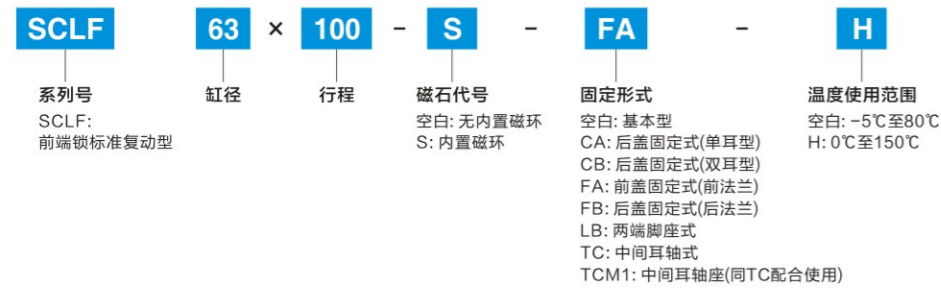 SCLF 63 × 100 - S - FA - H
系列号
SCLF:
前端锁标准复动型
缸径
行程
磁石代号
空白: 无内置磁环
S: 内置磁环
固定形式
空白: 基本型
CA: 后盖固定式(单耳型)
CB: 后盖固定式(双耳型)
FA: 前盖固定式(前法兰)
FB: 后盖固定式(后法兰)
LB: 两端脚座式
TC: 中间耳轴式
TCM1: 中间耳轴座(同TC配合使用)
温度使用范围
空白: -5℃至80℃
H: 0℃至150℃